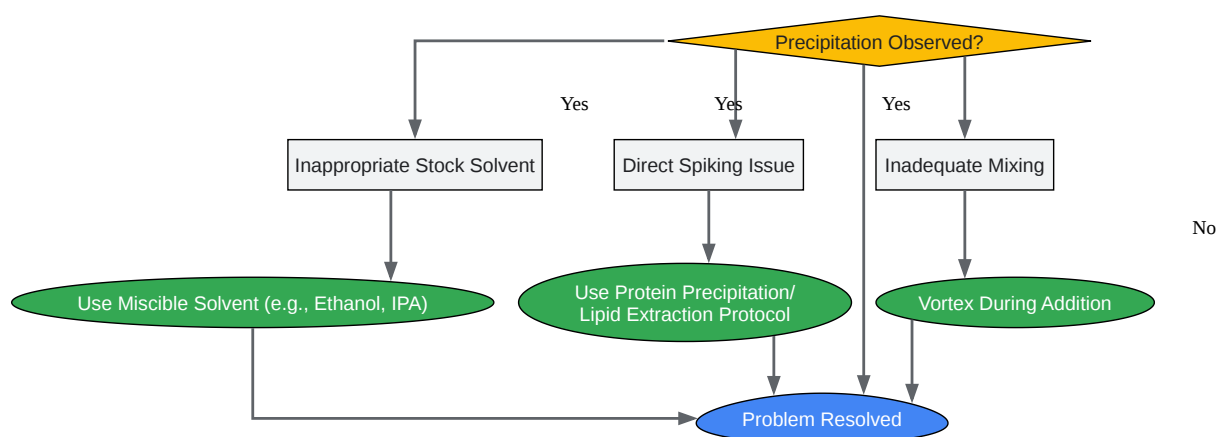 Precipitation Observed?
Yes
Yes
Yes
Inappropriate Stock Solvent
Direct Spiking Issue
Inadequate Mixing
No
Use Miscible Solvent (e.g., Ethanol, IPA)
Use Protein Precipitation/
Lipid Extraction Protocol
Vortex During Addition
Problem Resolved